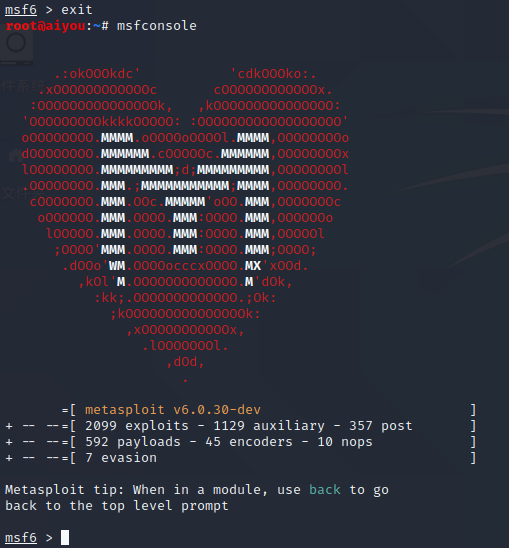 msf6 > exit
root@aiyou:~# msfconsole
.:okOOOkdc'           'cdkOOOko:.
.xOOOOOOOOOOOOc       cOOOOOOOOOOOOx.
:OOOOOOOOOOOOOOOk,   ,kOOOOOOOOOOOOOOO:
'OOOOOOOOOkkkkOOOOO: :OOOOOOOOOOOOOOOOOO'
oOOOOOOOO.MMMM.oOOOOoOOOOl.MMMM,OOOOOOOOo
dOOOOOOOO.MMMMMM.cOOOOOc.MMMMMM,OOOOOOOOx
lOOOOOOOO.MMMMMMMMM;d;MMMMMMMMM,OOOOOOOOl
.OOOOOOOO.MMM.;MMMMMMMMMMM;MMMM,OOOOOOOO.
cOOOOOOO.MMM.OOc.MMMMM'oOO.MMM,OOOOOOOc
oOOOOOO.MMM.OOOO.MMM:OOOO.MMM,OOOOOOo
lOOOOO.MMM.OOOO.MMM:OOOO.MMM,OOOOOl
;OOOO'MMM.OOOO.MMM:OOOO.MMM;OOOO;
.dOOo'WM.OOOOocccxOOOO.MX'xOOd.
,kOl'M.OOOOOOOOOOOOO.M'dOk,
:kk;.OOOOOOOOOOOOO.;Ok:
;kOOOOOOOOOOOOOOOk:
,xOOOOOOOOOOOx,
.lOOOOOOOl.
,dOd,
.
=[ metasploit v6.0.30-dev                          ]
+ -- --=[ 2099 exploits - 1129 auxiliary - 357 post       ]
+ -- --=[ 592 payloads - 45 encoders - 10 nops            ]
+ -- --=[ 7 evasion                                       ]
Metasploit tip: When in a module, use back to go
back to the top level prompt
msf6 >